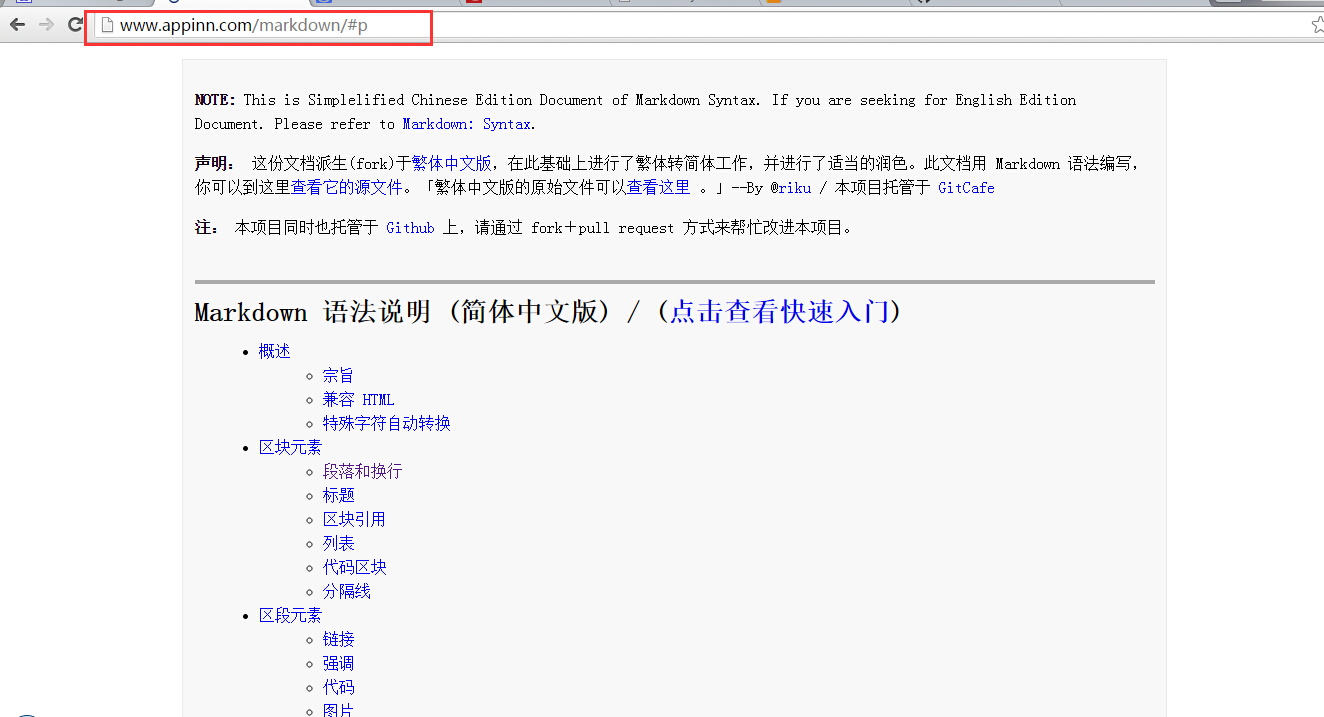 www.appinn.com/markdown/#p
NOTE: This is Simplelified Chinese Edition Document of Markdown Syntax. If you are seeking for English Edition
Document. Please refer to Markdown: Syntax.
声明： 这份文档派生(fork)于繁体中文版，在此基础上进行了繁体转简体工作，并进行了适当的润色。此文档用 Markdown 语法编写，
你可以到这里查看它的源文件。「繁体中文版的原始文件可以查看这里 。」--By @riku / 本项目托管于 GitCafe
注： 本项目同时也托管于 Github 上，请通过 fork＋pull request 方式来帮忙改进本项目。
Markdown 语法说明 (简体中文版) / (点击查看快速入门)
概述
宗旨
兼容 HTML
特殊字符自动转换
区块元素
段落和换行
标题
区块引用
列表
代码区块
分隔线
区段元素
链接
强调
代码
图片